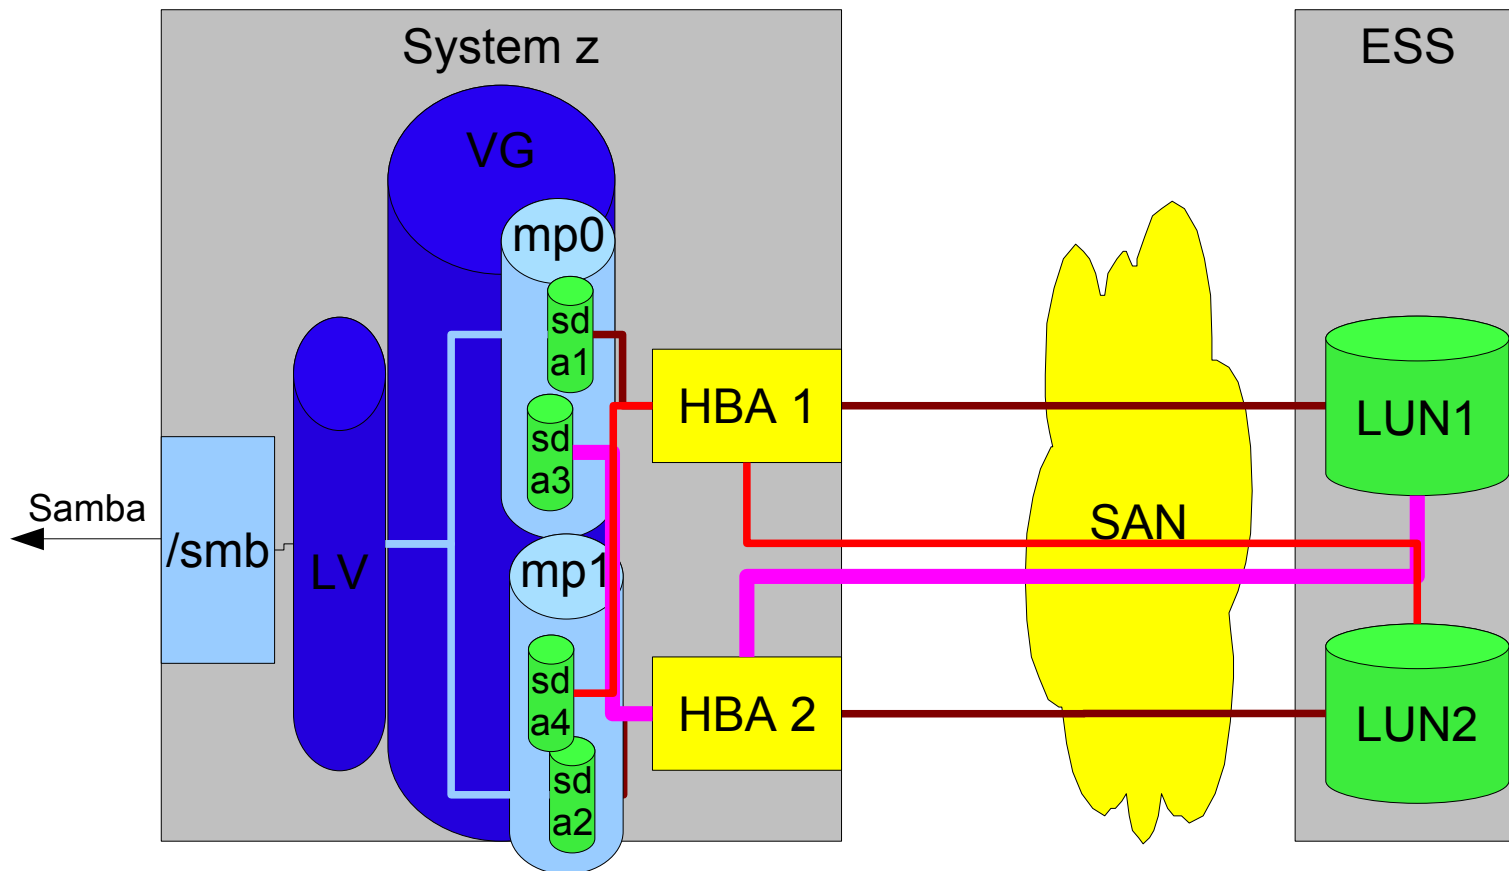 System z
ESS
VG
mp0
sd
a1
HBA 1
LUN1
sd
a3
Samba
/smb
LV
SAN
mp1
sd
a4
HBA 2
LUN2
sd
a2